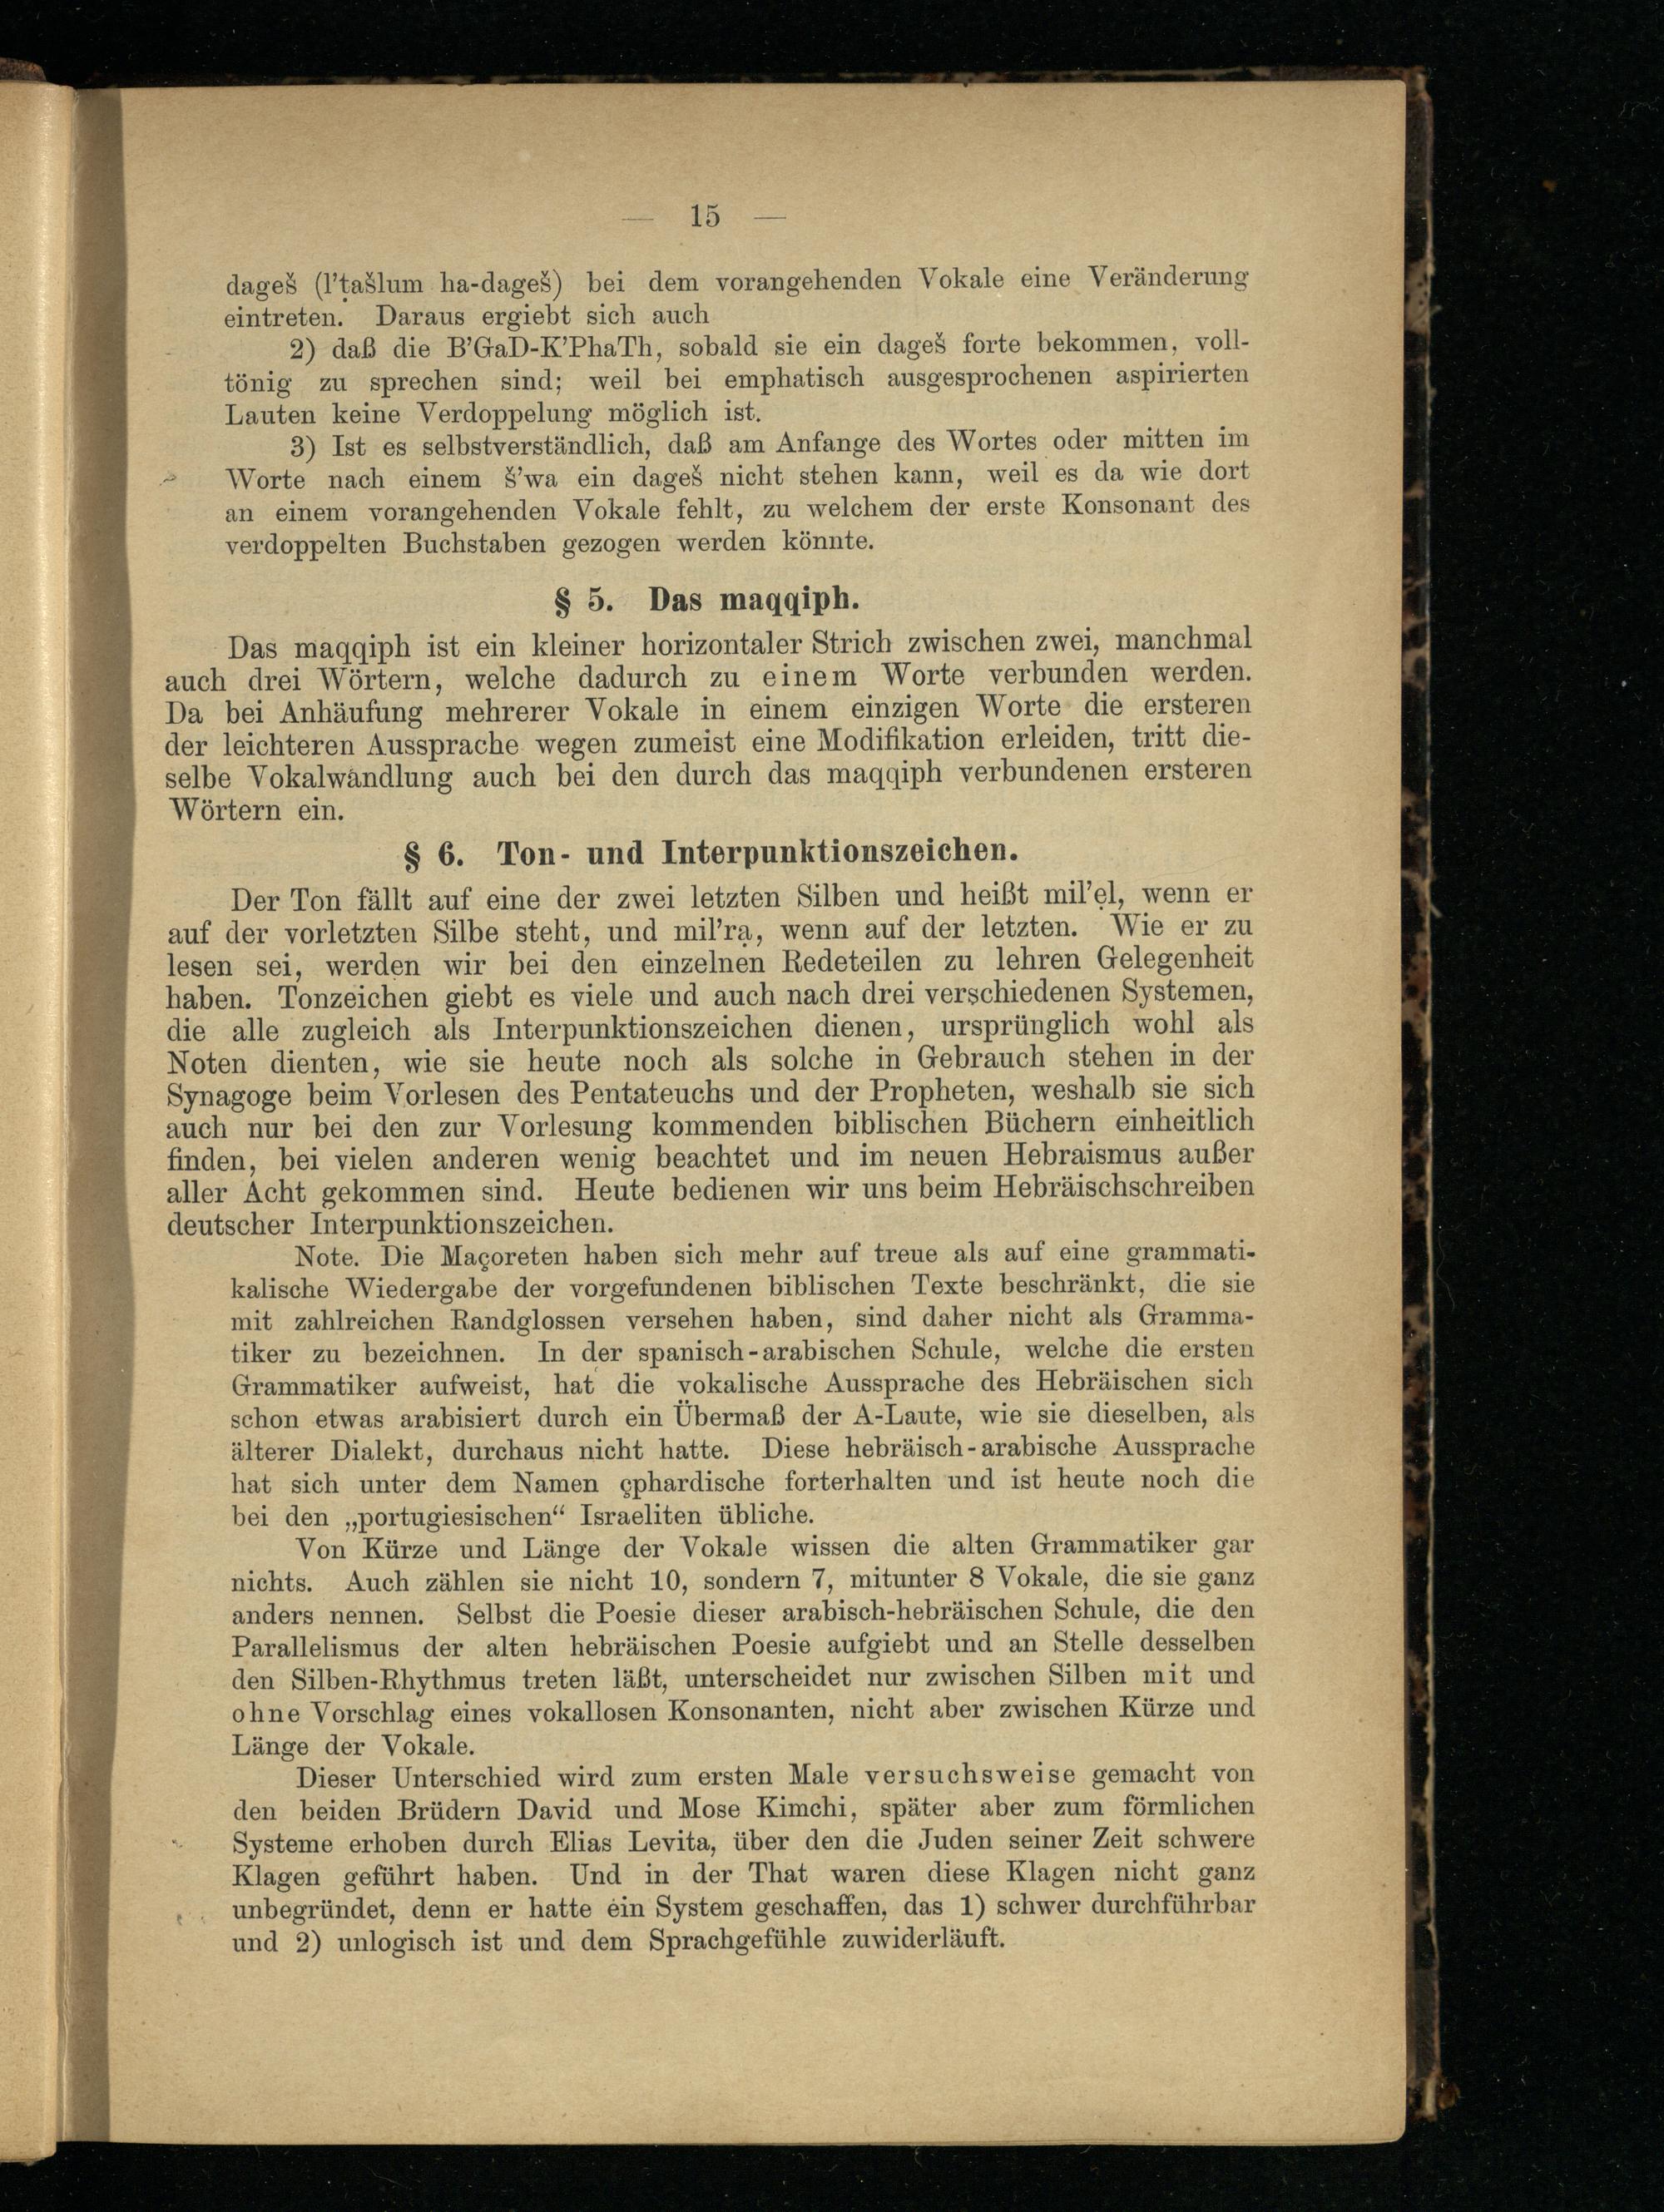 — 15 —
dageš (l’ṭašlum ha-dageš) bei dem vorangehenden Vokale eine Veränderung
eintreten. Daraus ergiebt sich auch
2) daß die B’GaD-K’PhaTh, sobald sie ein dageš forte bekommen, voll-
tönig zu sprechen sind; weil bei emphatisch ausgesprochenen aspirierten
Lauten keine Verdoppelung möglich ist.
3) Ist es selbstverständlich, daß am Anfange des Wortes oder mitten im
Worte nach einem š’wa ein dageš nicht stehen kann, weil es da wie dort
an einem vorangehenden Vokale fehlt, zu welchem der erste Konsonant des
verdoppelten Buchstaben gezogen werden könnte.
§ 5. Das maqqiph.
Das maqqiph ist ein kleiner horizontaler Strich zwischen zwei, manchmal
auch drei Wörtern, welche dadurch zu einem Worte verbunden werden.
Da bei Anhäufung mehrerer Vokale in einem einzigen Worte die ersteren
der leichteren Aussprache wegen zumeist eine Modifikation erleiden, tritt die-
selbe Vokalwandlung auch bei den durch das maqqiph verbundenen ersteren
Wörtern ein.
§ 6. Ton- und Interpunktionszeichen.
Der Ton fällt auf eine der zwei letzten Silben und heißt mil’ẹl, wenn er
auf der vorletzten Silbe steht, und mil’rạ, wenn auf der letzten. Wie er zu
lesen sei, werden wir bei den einzelnen Redeteilen zu lehren Gelegenheit
haben. Tonzeichen giebt es viele und auch nach drei verschiedenen Systemen,
die alle zugleich als Interpunktionszeichen dienen, ursprünglich wohl als
Noten dienten, wie sie heute noch als solche in Gebrauch stehen in der
Synagoge beim Vorlesen des Pentateuchs und der Propheten, weshalb sie sich
auch nur bei den zur Vorlesung kommenden biblischen Büchern einheitlich
finden, bei vielen anderen wenig beachtet und im neuen Hebraismus außer
aller Acht gekommen sind. Heute bedienen wir uns beim Hebräischschreiben
deutscher Interpunktionszeichen.
Note. Die Maçoreten haben sich mehr auf treue als auf eine grammati-
kalische Wiedergabe der vorgefundenen biblischen Texte beschränkt, die sie
mit zahlreichen Randglossen versehen haben, sind daher nicht als Gramma-
tiker zu bezeichnen. In der spanisch-arabischen Schule, welche die ersten
Grammatiker aufweist, hat die vokalische Aussprache des Hebräischen sich
schon etwas arabisiert durch ein Übermaß der A-Laute, wie sie dieselben, als
älterer Dialekt, durchaus nicht hatte. Diese hebräisch-arabische Aussprache
hat sich unter dem Namen çphardische forterhalten und ist heute noch die
bei den „portugiesischen“ Israeliten übliche.
Von Kürze und Länge der Vokale wissen die alten Grammatiker gar
nichts. Auch zählen sie nicht 10, sondern 7, mitunter 8 Vokale, die sie ganz
anders nennen. Selbst die Poesie dieser arabisch-hebräischen Schule, die den
Parallelismus der alten hebräischen Poesie aufgiebt und an Stelle desselben
den Silben-Rhythmus treten läßt, unterscheidet nur zwischen Silben mit und
ohne Vorschlag eines vokallosen Konsonanten, nicht aber zwischen Kürze und
Länge der Vokale.
Dieser Unterschied wird zum ersten Male versuchsweise gemacht von
den beiden Brüdern David und Mose Kimchi, später aber zum förmlichen
Systeme erhoben durch Elias Levita, über den die Juden seiner Zeit schwere
Klagen geführt haben. Und in der That waren diese Klagen nicht ganz
unbegründet, denn er hatte ein System geschaffen, das 1) schwer durchführbar
und 2) unlogisch ist und dem Sprachgefühle zuwiderläuft.